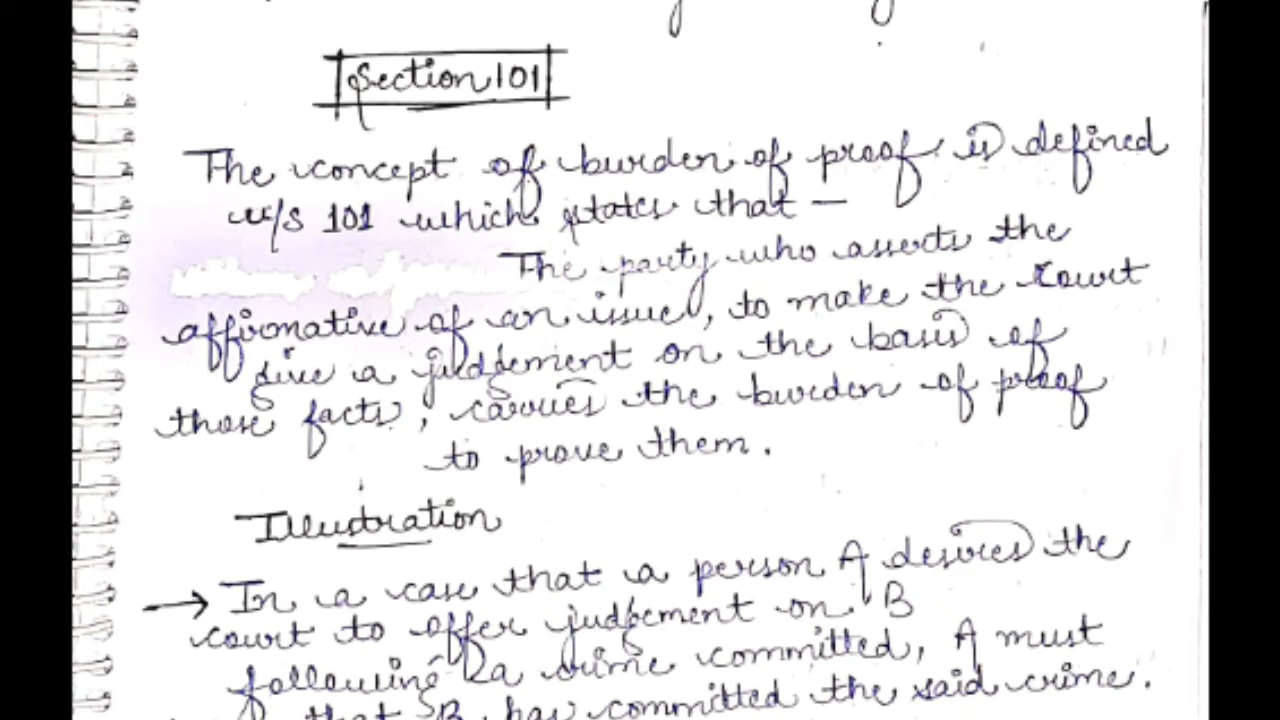 Section 101
The concept of burden of proof is defined
u/s 101 which states that —
The party who asserts the
affirmative of an issue, to make the court
give a judgement on the basis of
those facts, carries the burden of proof
to prove them.
Illustration
→ In a case that a person A desires the
court to offer judgement on B
following a crime committed, A must
that B has committed the said crime.